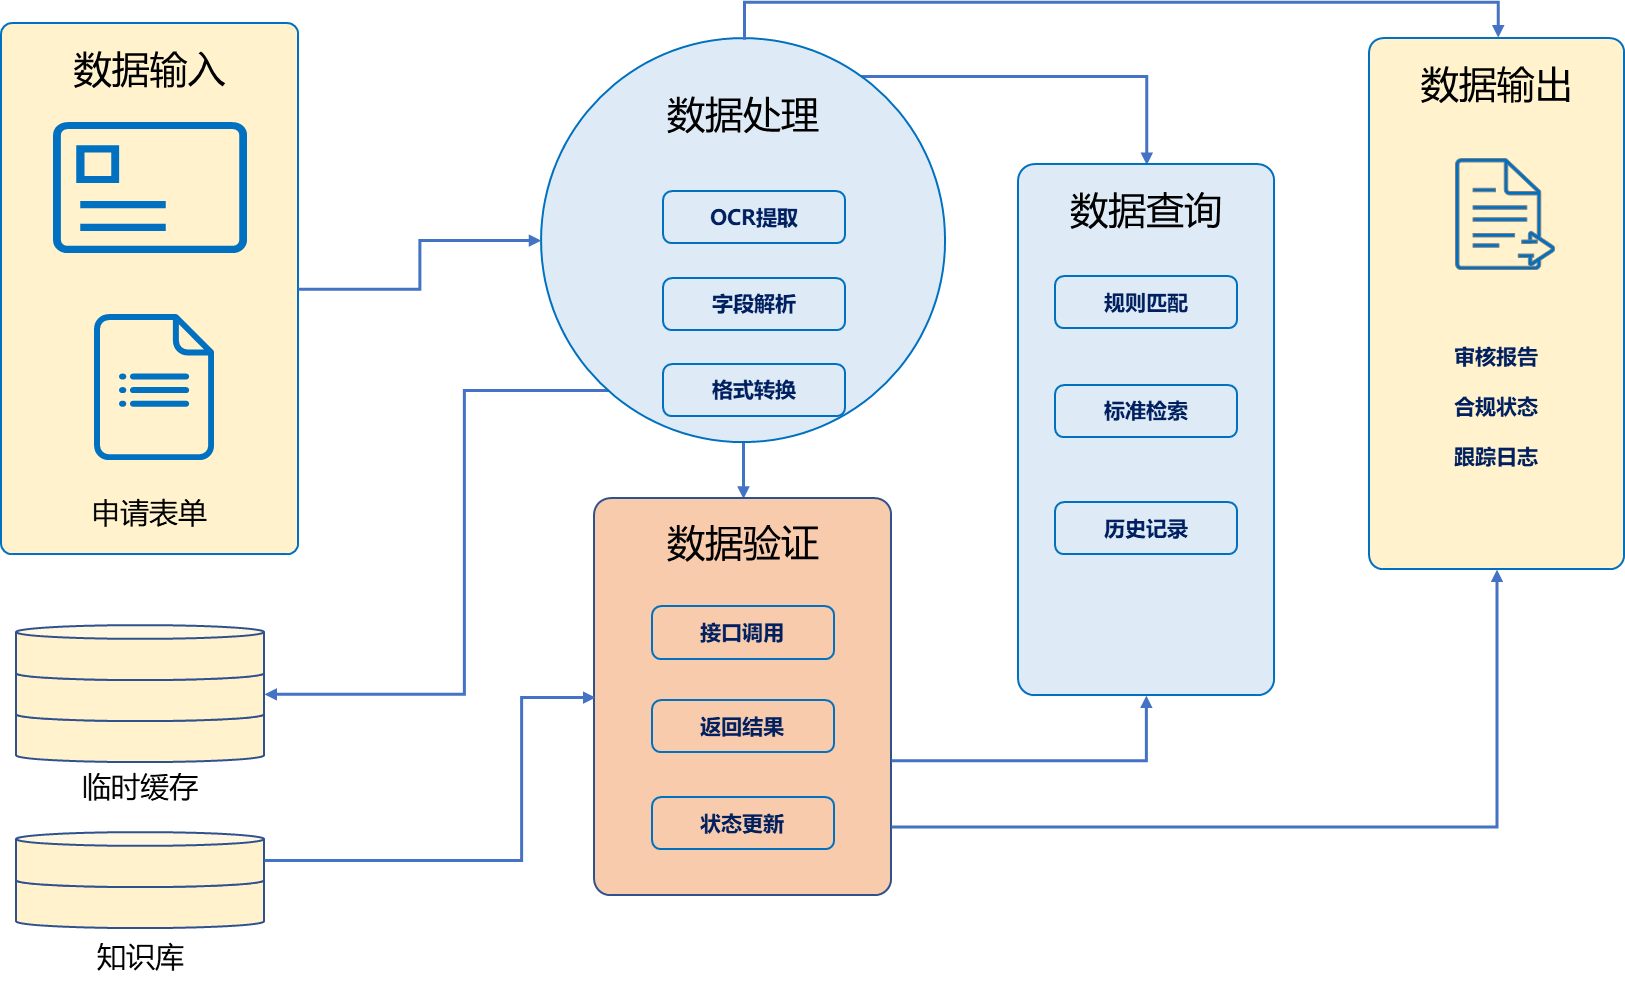 数据输入
申请表单
临时缓存
知识库
数据处理
OCR提取
字段解析
格式转换
数据验证
接口调用
返回结果
状态更新
数据查询
规则匹配
标准检索
历史记录
数据输出
审核报告
合规状态
跟踪日志